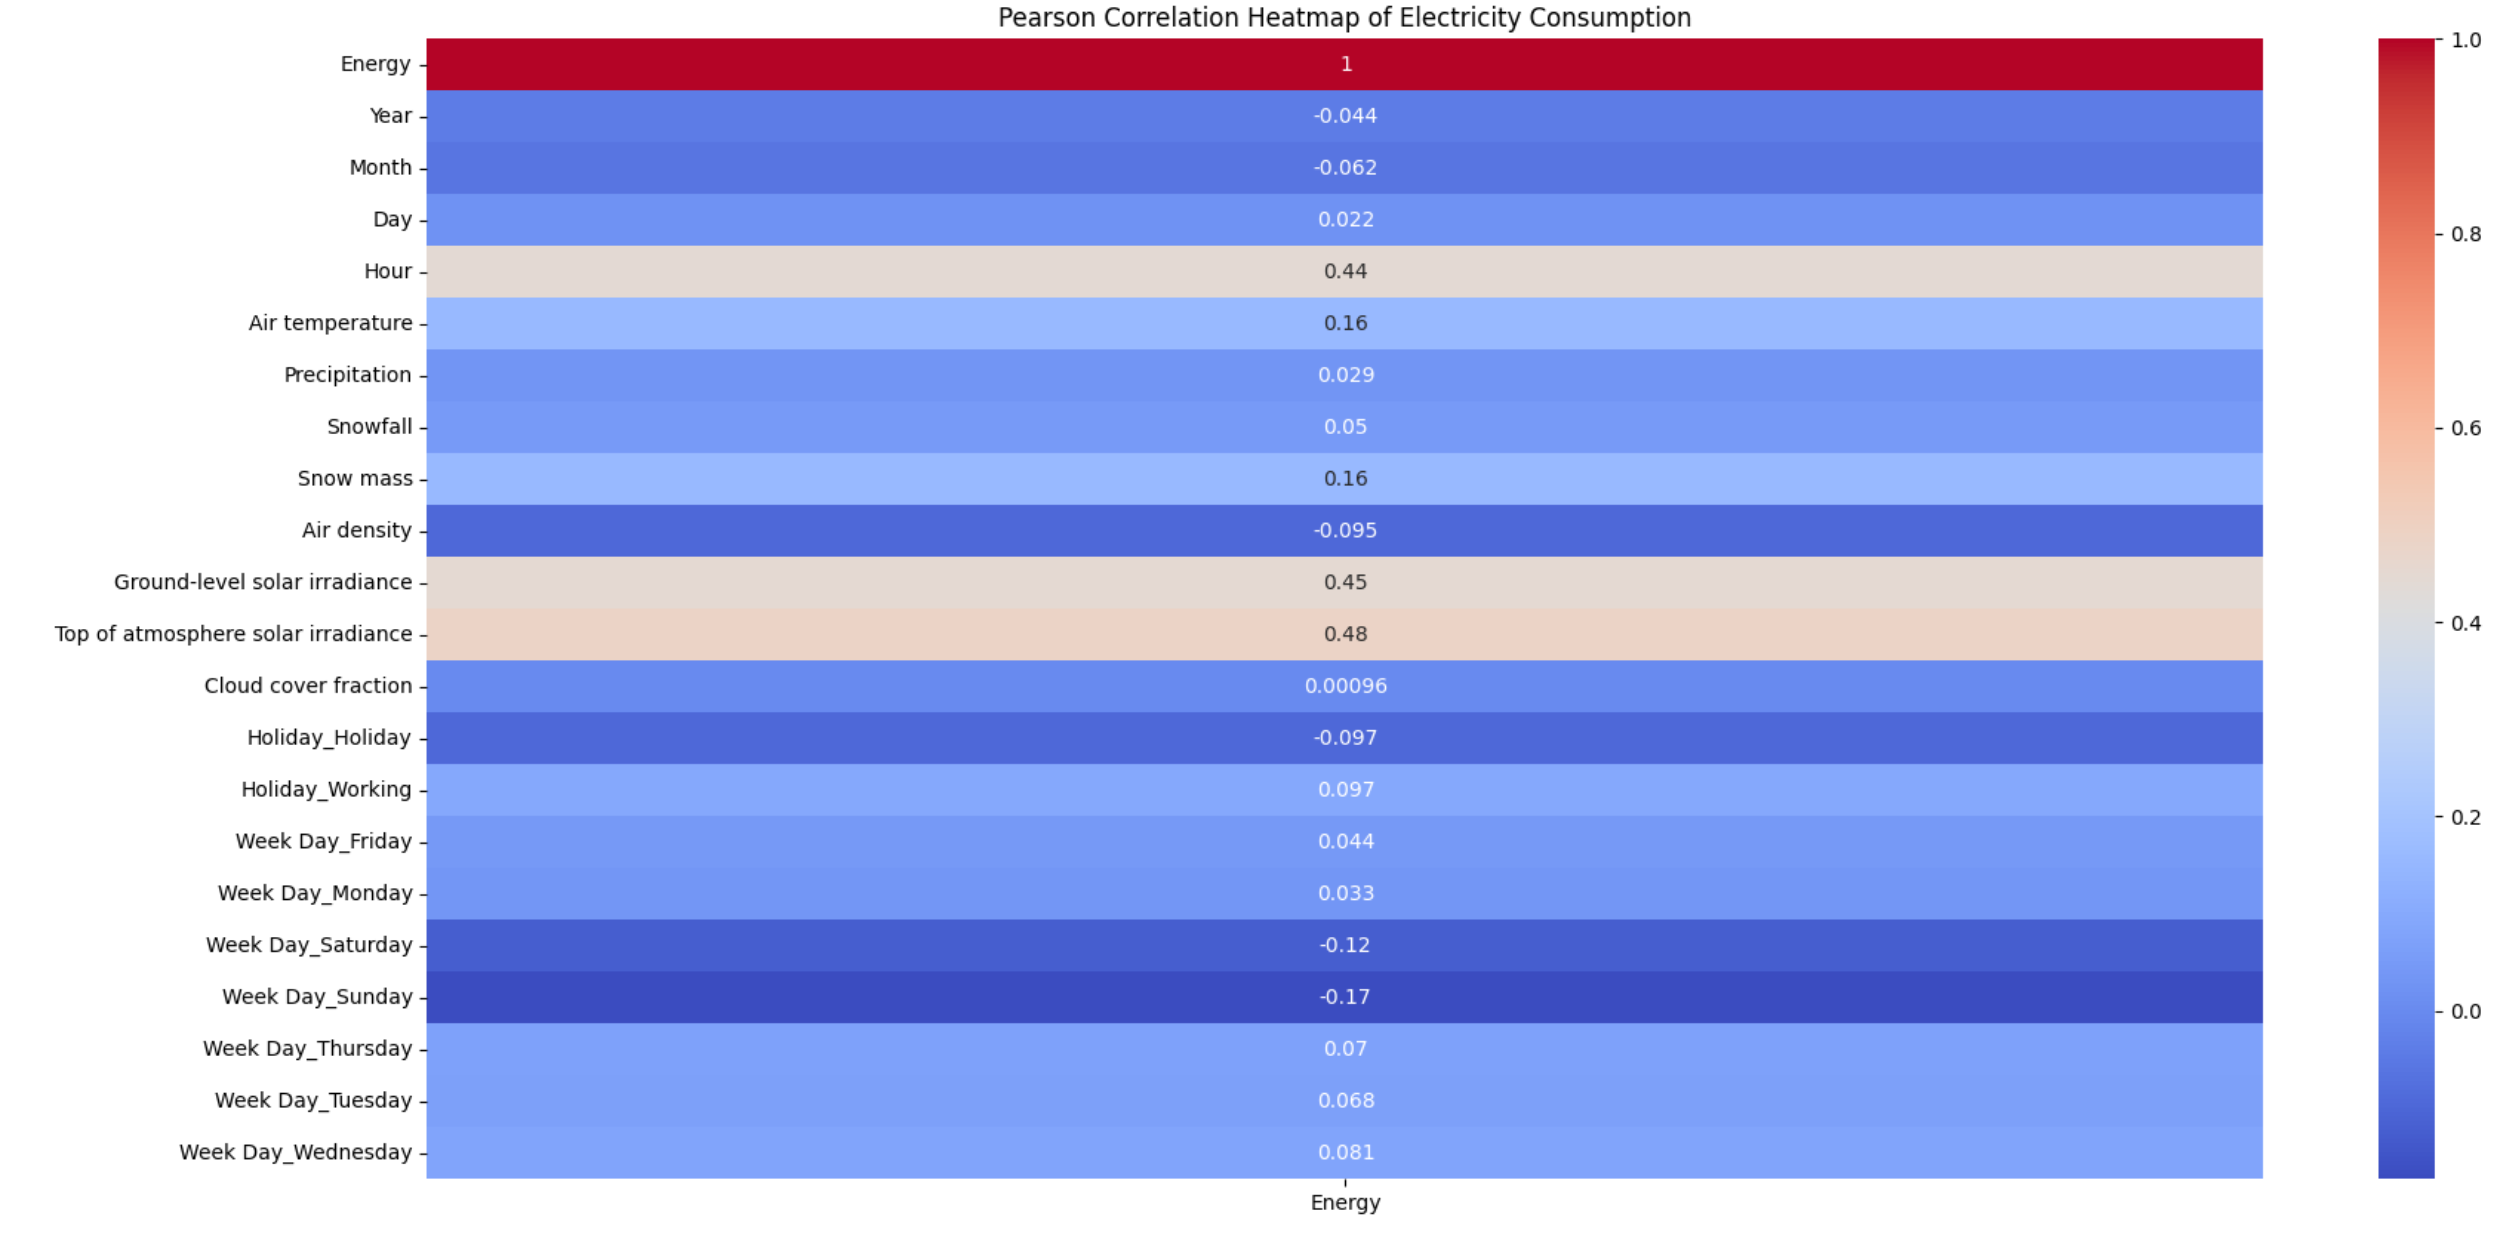 Pearson Correlation Heatmap of Electricity Consumption
Energy 1
Year -0.044
Month -0.062
Day 0.022
Hour 0.44
Air temperature 0.16
Precipitation 0.029
Snowfall 0.05
Snow mass 0.16
Air density -0.095
Ground-level solar irradiance 0.45
Top of atmosphere solar irradiance 0.48
Cloud cover fraction 0.00096
Holiday_Holiday -0.097
Holiday_Working 0.097
Week Day_Friday 0.044
Week Day_Monday 0.033
Week Day_Saturday -0.12
Week Day_Sunday -0.17
Week Day_Thursday 0.07
Week Day_Tuesday 0.068
Week Day_Wednesday 0.081
Energy
1.0
0.8
0.6
0.4
0.2
0.0